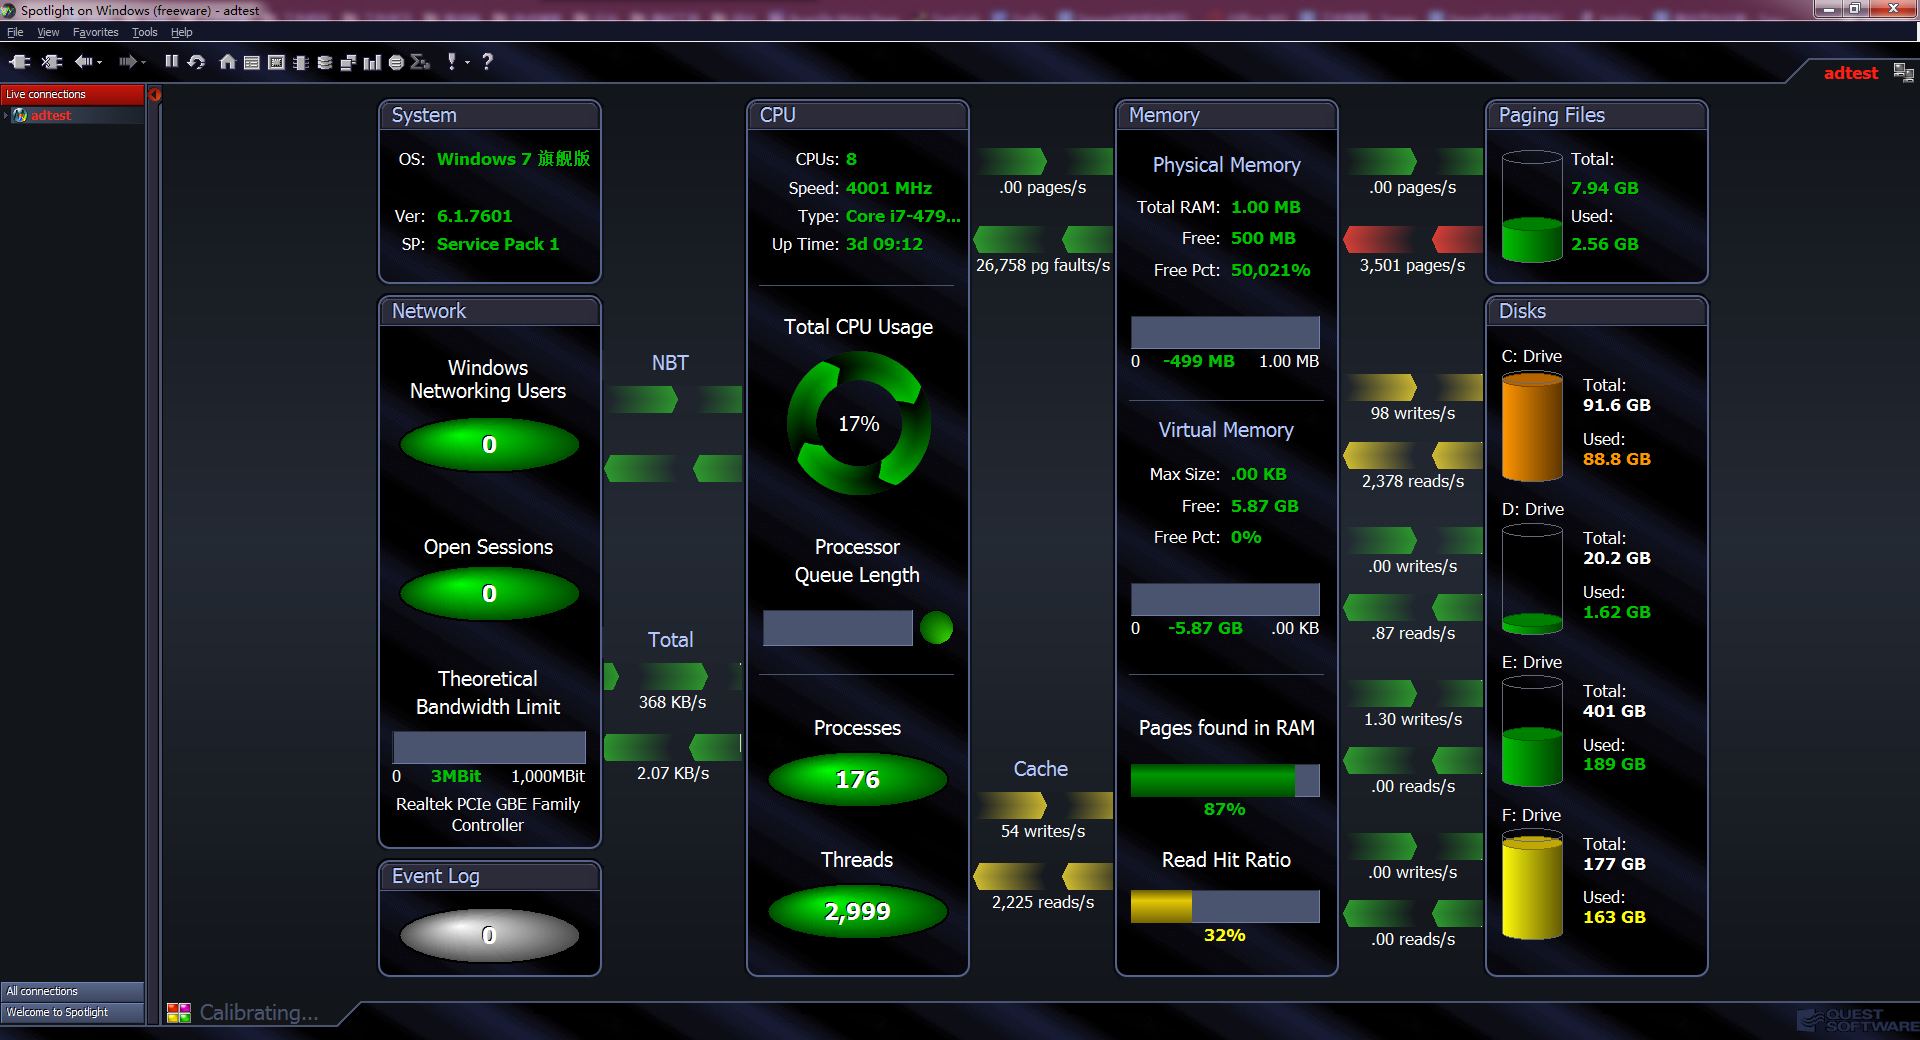 Spotlight on Windows (freeware) - adtest
File View Favorites Tools Help
adtest
Live connections
adtest
System
OS: Windows 7 旗舰版
Ver: 6.1.7601
SP: Service Pack 1
Network
Windows
Networking Users
0
Open Sessions
0
Theoretical
Bandwidth Limit
0 3MBit 1,000MBit
Realtek PCIe GBE Family
Controller
Event Log
0
NBT
Total
368 KB/s
2.07 KB/s
CPU
CPUs: 8
Speed: 4001 MHz
Type: Core i7-479...
Up Time: 3d 09:12
Total CPU Usage
17%
Processor
Queue Length
Processes
176
Threads
2,999
.00 pages/s
26,758 pg faults/s
Cache
54 writes/s
2,225 reads/s
Memory
Physical Memory
Total RAM: 1.00 MB
Free: 500 MB
Free Pct: 50,021%
0 -499 MB 1.00 MB
Virtual Memory
Max Size: .00 KB
Free: 5.87 GB
Free Pct: 0%
0 -5.87 GB .00 KB
Pages found in RAM
87%
Read Hit Ratio
32%
.00 pages/s
3,501 pages/s
98 writes/s
2,378 reads/s
.00 writes/s
.87 reads/s
1.30 writes/s
.00 reads/s
.00 writes/s
.00 reads/s
Paging Files
Total:
7.94 GB
Used:
2.56 GB
Disks
C: Drive
Total:
91.6 GB
Used:
88.8 GB
D: Drive
Total:
20.2 GB
Used:
1.62 GB
E: Drive
Total:
401 GB
Used:
189 GB
F: Drive
Total:
177 GB
Used:
163 GB
All connections
Welcome to Spotlight
Calibrating...
QUEST
SOFTWARE